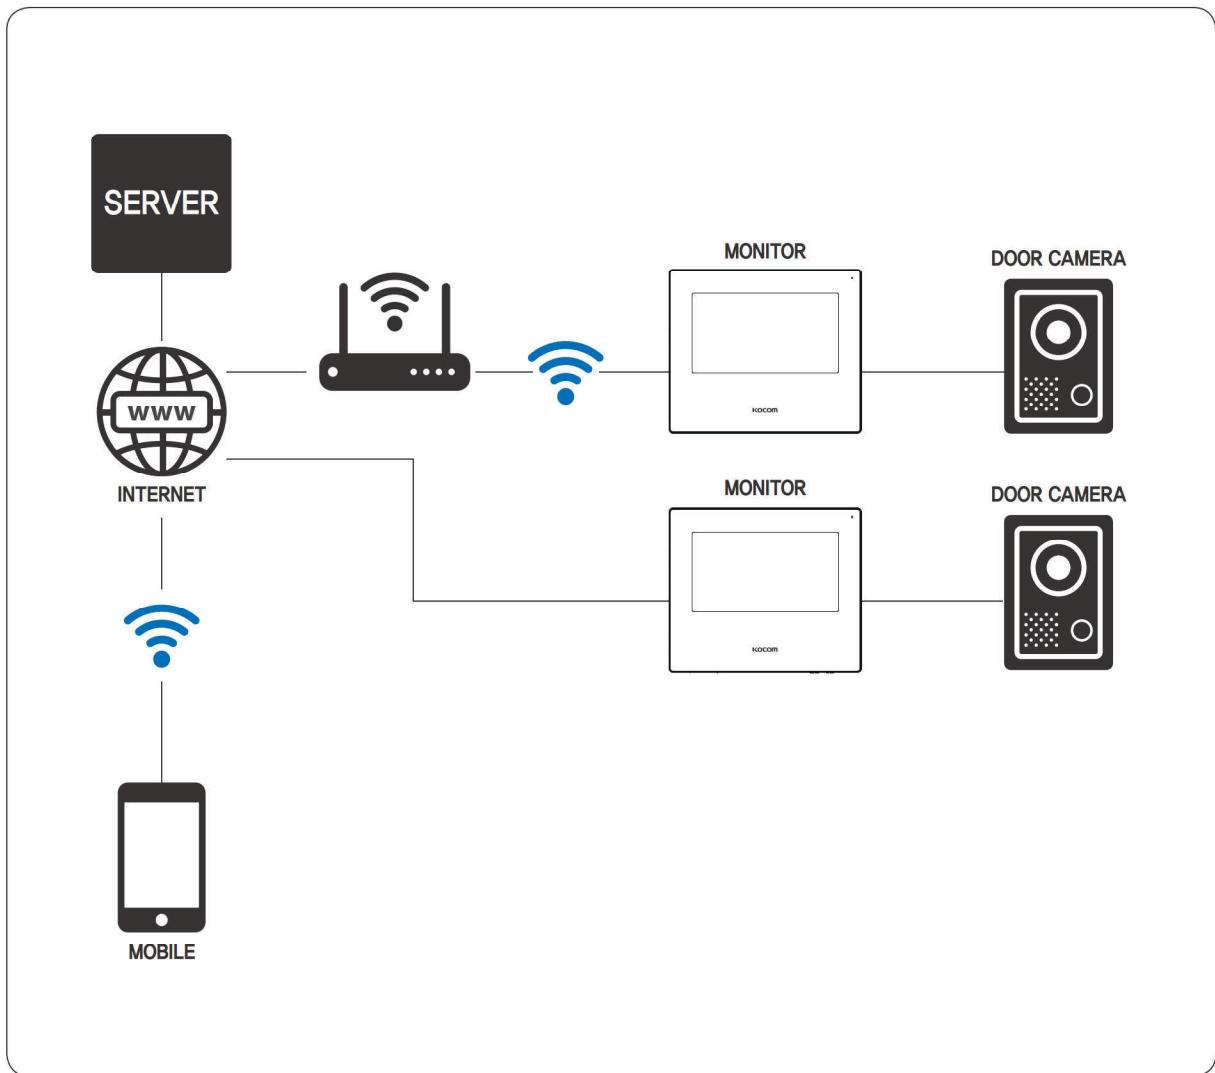 SERVER
MONITOR
DOOR CAMERA
KOCOM
WWW
INTERNET
MONITOR
DOOR CAMERA
KOCOM
MOBILE